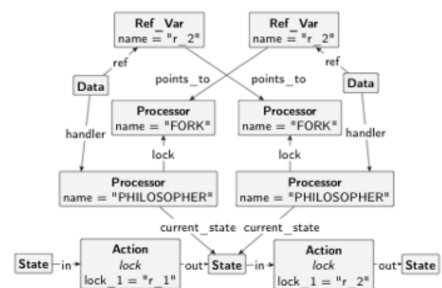 Ref_Var
name = "r_2"
Ref_Var
name = "r_2"
ref
ref
Data
points_to
points_to
Data
Processor
name = "FORK"
Processor
name = "FORK"
handler
handler
lock
lock
Processor
name = "PHILOSOPHER"
Processor
name = "PHILOSOPHER"
current_state
current_state
State
in
Action
lock
lock_1 = "r_1"
out
State
in
Action
lock
lock_1 = "r_2"
out
State